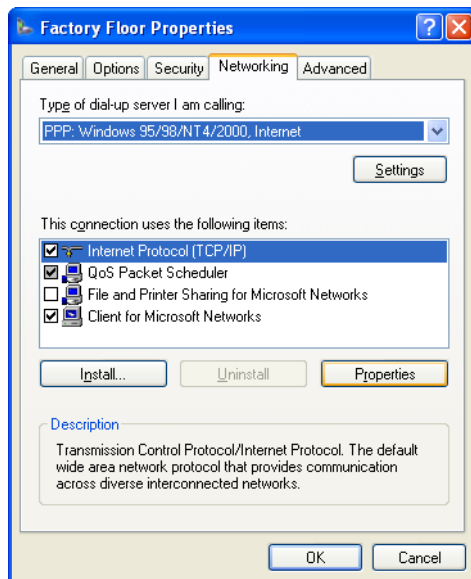 Factory Floor Properties
General Options Security Networking Advanced
Type of dial-up server I am calling:
PPP: Windows 95/98/NT4/2000, Internet
Settings
This connection uses the following items:
Internet Protocol (TCP/IP)
QoS Packet Scheduler
File and Printer Sharing for Microsoft Networks
Client for Microsoft Networks
Install... Uninstall Properties
Description
Transmission Control Protocol/Internet Protocol. The default
wide area network protocol that provides communication
across diverse interconnected networks.
OK Cancel